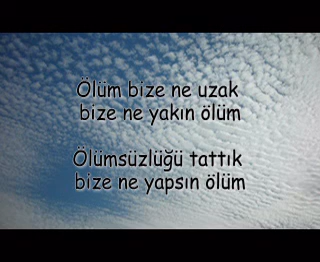 Ölüm bize ne uzak
bize ne yakın ölüm
Ölümsüzlüğü tattık
bize ne yapsın ölüm